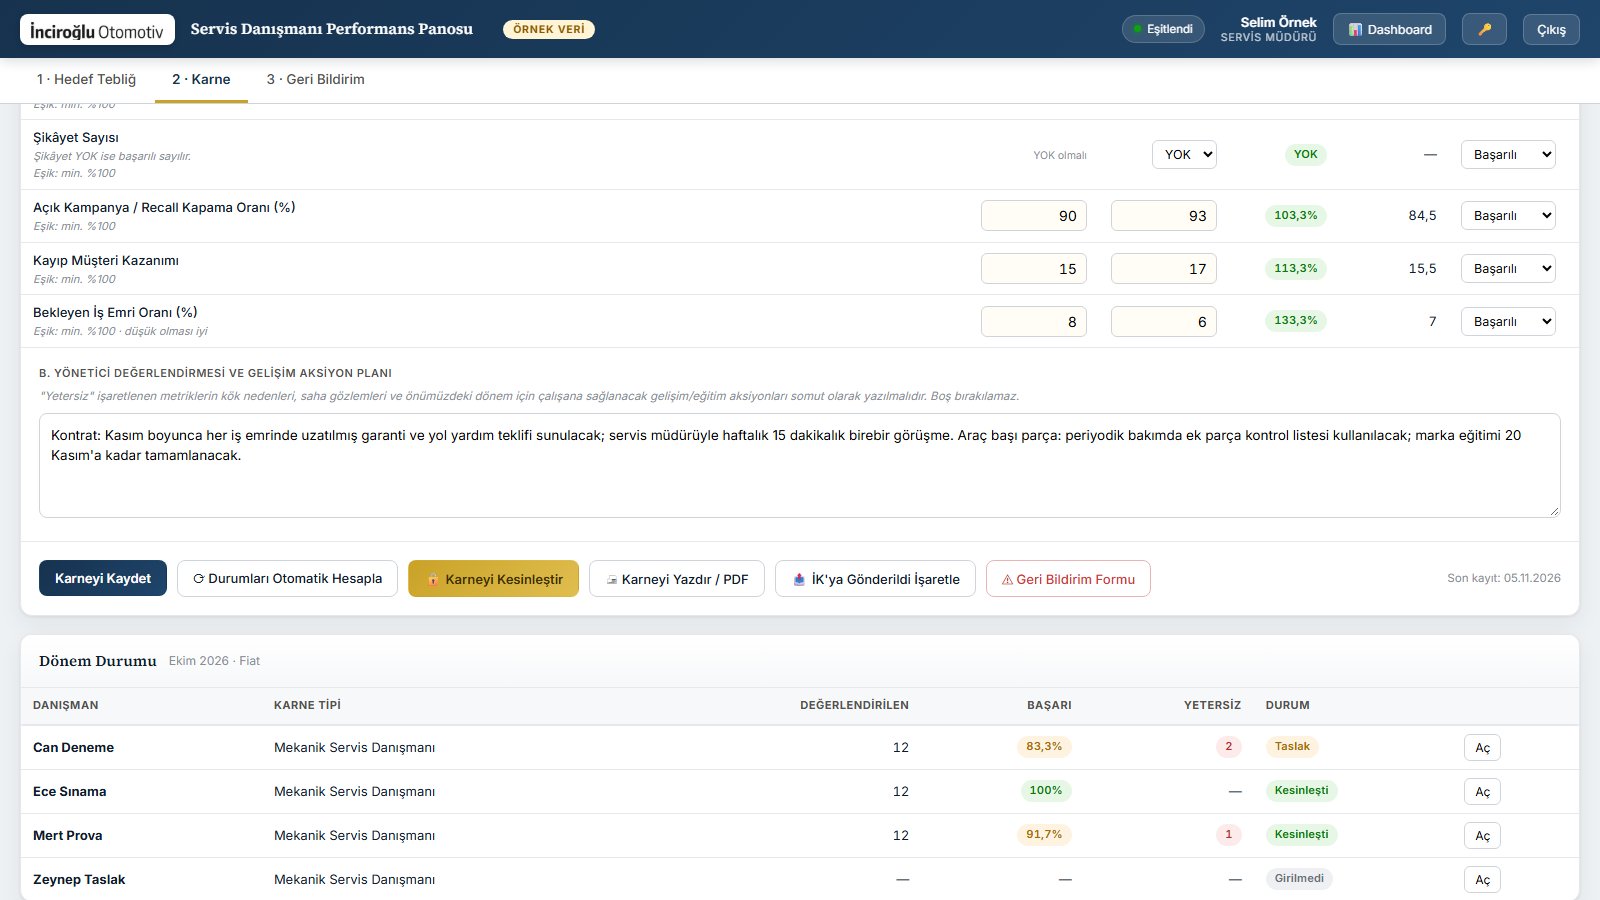 İnciroğlu Otomotiv
Servis Danışmanı Performans Panosu
ÖRNEK VERİ
Eşitlendi
Selim Örnek
SERVİS MÜDÜRÜ
Dashboard
Çıkış
1 · Hedef Tebliğ
2 · Karne
3 · Geri Bildirim
Eşik: min. %100
Şikâyet Sayısı
Şikâyet YOK ise başarılı sayılır.
Eşik: min. %100
YOK olmalı
YOK
YOK
—
Başarılı
Açık Kampanya / Recall Kapama Oranı (%)
Eşik: min. %100
90
93
103,3%
84,5
Başarılı
Kayıp Müşteri Kazanımı
Eşik: min. %100
15
17
113,3%
15,5
Başarılı
Bekleyen İş Emri Oranı (%)
Eşik: min. %100 · düşük olması iyi
8
6
133,3%
7
Başarılı
B. YÖNETİCİ DEĞERLENDİRMESİ VE GELİŞİM AKSİYON PLANI
"Yetersiz" işaretlenen metriklerin kök nedenleri, saha gözlemleri ve önümüzdeki dönem için çalışana sağlanacak gelişim/eğitim aksiyonları somut olarak yazılmalıdır. Boş bırakılamaz.
Kontrat: Kasım boyunca her iş emrinde uzatılmış garanti ve yol yardım teklifi sunulacak; servis müdürüyle haftalık 15 dakikalık birebir görüşme. Araç başı parça: periyodik bakımda ek parça kontrol listesi kullanılacak; marka eğitimi 20
Kasım'a kadar tamamlanacak.
Karneyi Kaydet
⟳ Durumları Otomatik Hesapla
Karneyi Kesinleştir
Karneyi Yazdır / PDF
İK'ya Gönderildi İşaretle
⚠ Geri Bildirim Formu
Son kayıt: 05.11.2026
Dönem Durumu
Ekim 2026 · Fiat
DANIŞMAN
KARNE TİPİ
DEĞERLENDİRİLEN
BAŞARI
YETERSİZ
DURUM
Can Deneme
Mekanik Servis Danışmanı
12
83,3%
2
Taslak
Aç
Ece Sınama
Mekanik Servis Danışmanı
12
100%
—
Kesinleşti
Aç
Mert Prova
Mekanik Servis Danışmanı
12
91,7%
1
Kesinleşti
Aç
Zeynep Taslak
Mekanik Servis Danışmanı
—
—
—
Girilmedi
Aç